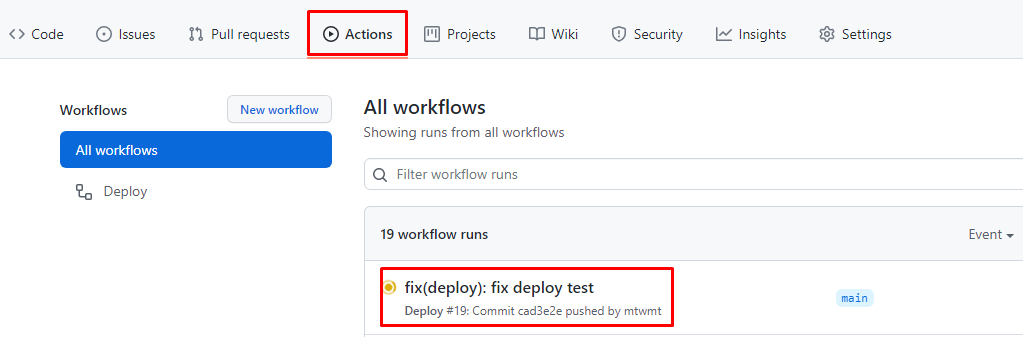 Code Issues Pull requests Actions Projects Wiki Security Insights Settings
Workflows New workflow
All workflows
Deploy
All workflows
Showing runs from all workflows
Filter workflow runs
19 workflow runs Event
fix(deploy): fix deploy test
main
Deploy #19: Commit cad3e2e pushed by mtwmt